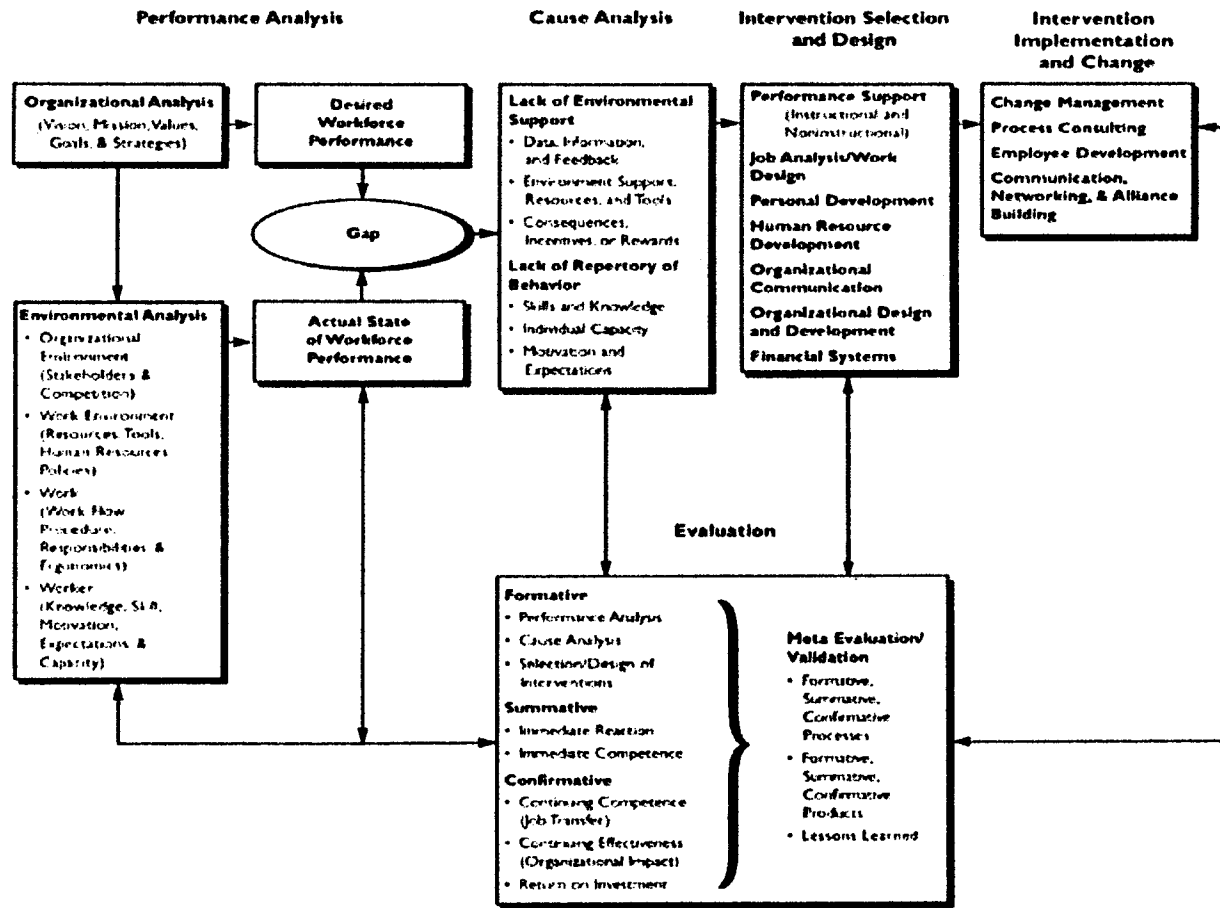 Performance Analysis
Cause Analysis
Intervention Selection
and Design
Intervention
Implementation
and Change
Organizational Analysis
(Vision, Mission, Values,
Goals, & Strategies)
Desired
Workforce
Performance
Gap
Environmental Analysis
• Organizational
Environment
(Stakeholders &
Competition)
• Work Environment
(Resources, Tools,
Human Resources
Policies)
• Work
(Work Flow
Procedure,
Responsibilities &
Ergonomics)
• Worker
(Knowledge, Skill,
Motivation,
Expectations &
Capacity)
Actual State
of Workforce
Performance
Lack of Environmental
Support
• Data, Information,
and Feedback
• Environment Support,
Resources, and Tools
• Consequences,
Incentives, or Rewards
Lack of Repertory of
Behavior
• Skills and Knowledge
• Individual Capacity
• Motivation and
Expectations
Performance Support
(Instructional and
Noninstructional)
Job Analysis/Work
Design
Personal Development
Human Resource
Development
Organizational
Communication
Organizational Design
and Development
Financial Systems
Change Management
Process Consulting
Employee Development
Communication,
Networking, & Alliance
Building
Evaluation
Formative
• Performance Analysis
• Cause Analysis
• Selection/Design of
Interventions
Summative
• Immediate Reaction
• Immediate Competence
Confirmative
• Continuing Competence
(Job Transfer)
• Continuing Effectiveness
(Organizational Impact)
• Return on Investment
Meta Evaluation/
Validation
• Formative,
Summative,
Confirmative
Processes
• Formative,
Summative,
Confirmative
Products
• Lessons Learned